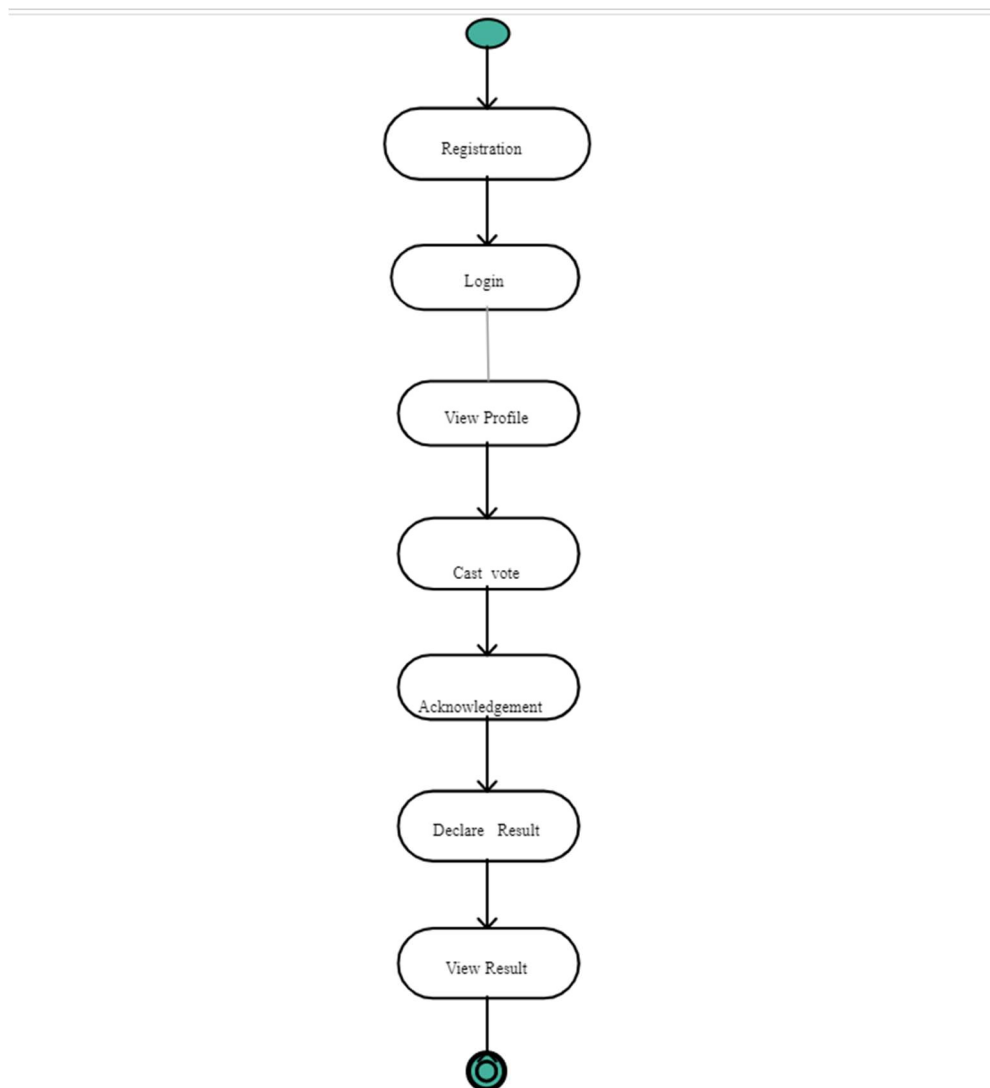 Registration
Login
View Profile
Cast vote
Acknowledgement
Declare Result
View Result